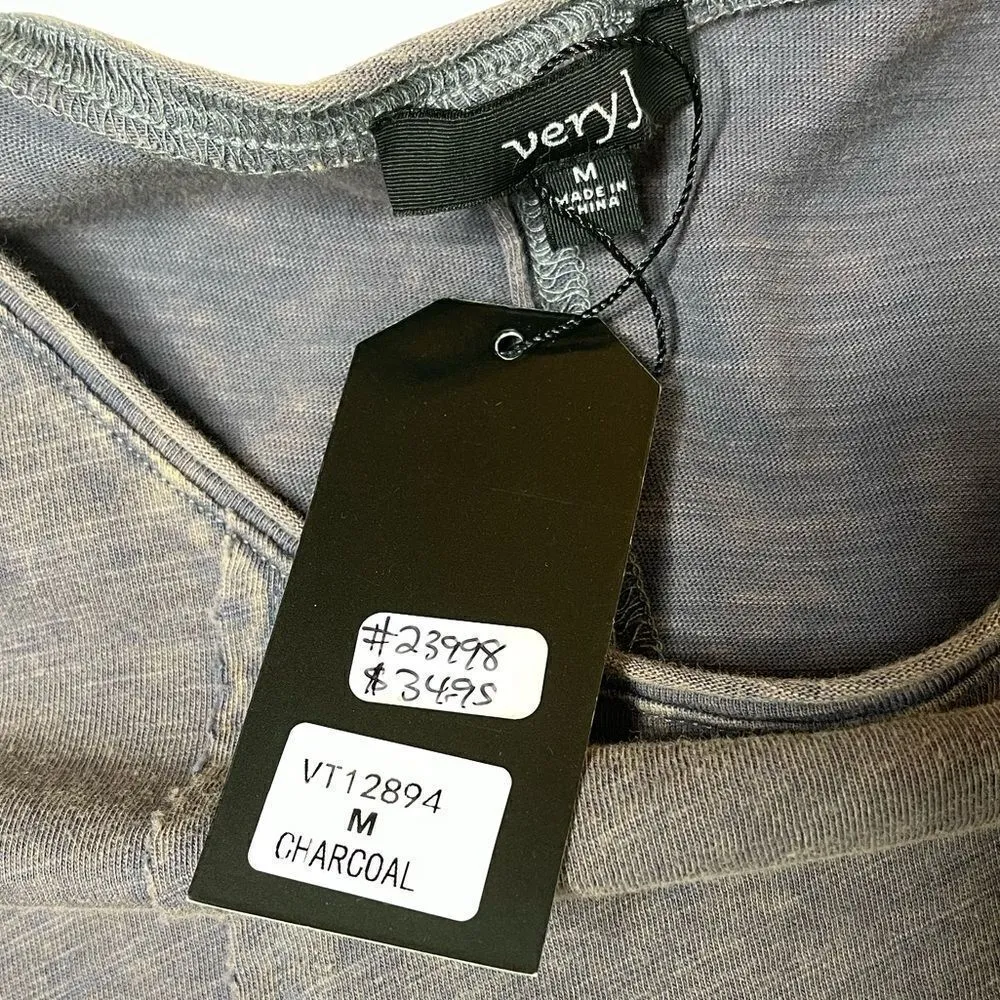 very J
M
MADE IN
CHINA
#23998
$34.95
VT12894
M
CHARCOAL